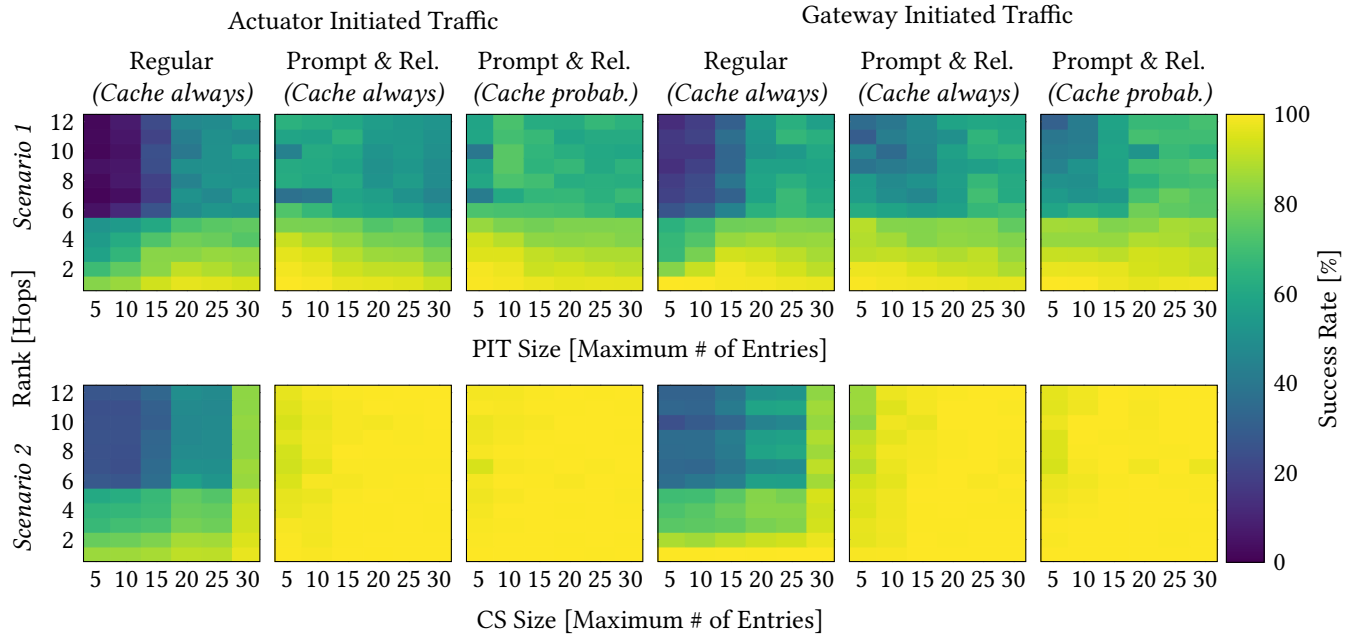 Actuator Initiated Traffic
Gateway Initiated Traffic
Regular
(Cache always)
Prompt & Rel.
(Cache always)
Prompt & Rel.
(Cache probab.)
Regular
(Cache always)
Prompt & Rel.
(Cache always)
Prompt & Rel.
(Cache probab.)
Rank [Hops]
Scenario 1
12
10
8
6
4
2
5 10 15 20 25 30
5 10 15 20 25 30
5 10 15 20 25 30
5 10 15 20 25 30
5 10 15 20 25 30
5 10 15 20 25 30
PIT Size [Maximum # of Entries]
Scenario 2
12
10
8
6
4
2
5 10 15 20 25 30
5 10 15 20 25 30
5 10 15 20 25 30
5 10 15 20 25 30
5 10 15 20 25 30
5 10 15 20 25 30
CS Size [Maximum # of Entries]
100
80
60
40
20
0
Success Rate [%]